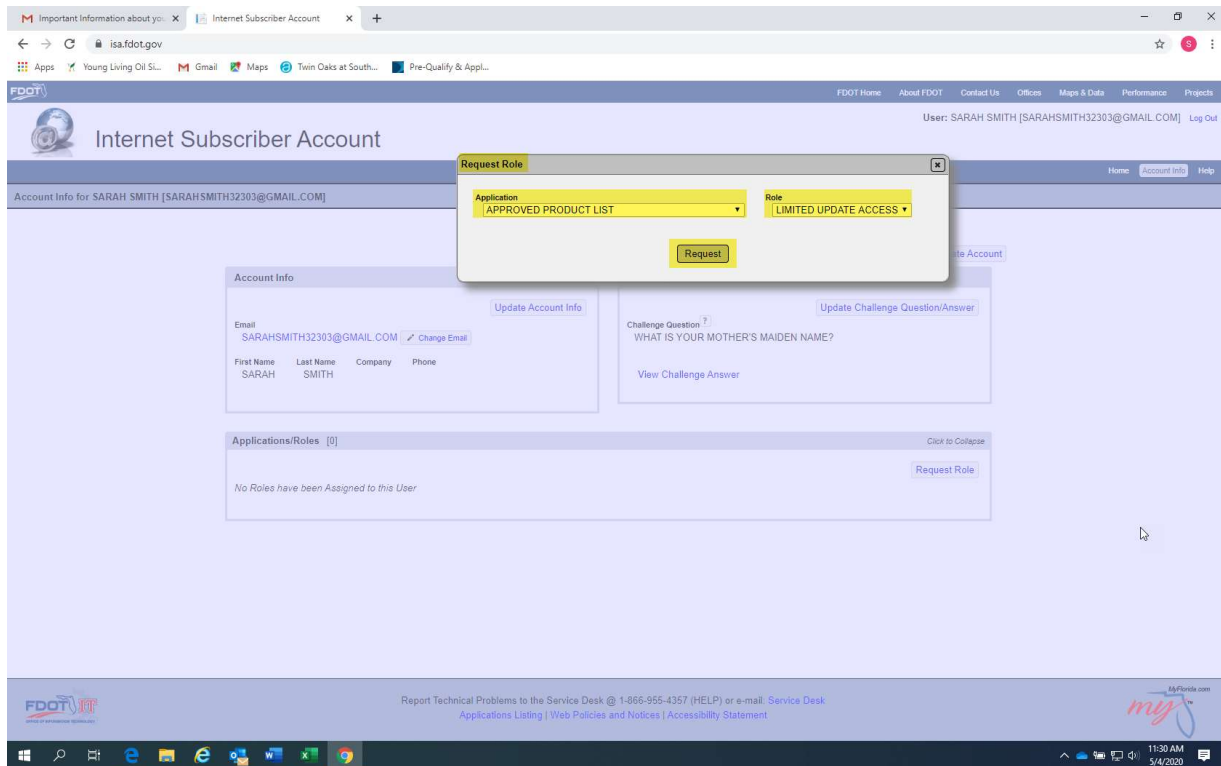 Important Information about you
Internet Subscriber Account
isa.fdot.gov
S
Apps
Young Living Oil Si...
Gmail
Maps
Twin Oaks at South...
Pre-Qualify & Appl...
FDOT
FDOT Home About FDOT Contact Us Offices Maps & Data Performance Projects
User: SARAH SMITH [SARAHSMITH32303@GMAIL.COM] Log Out
Internet Subscriber Account
Home Account Info Help
Account Info for SARAH SMITH [SARAHSMITH32303@GMAIL.COM]
Request Role
Application
APPROVED PRODUCT LIST
Role
LIMITED UPDATE ACCESS
Request
ate Account
Account Info
Update Account Info
Email
SARAHSMITH32303@GMAIL.COM Change Email
First Name Last Name Company Phone
SARAH SMITH
Update Challenge Question/Answer
Challenge Question ?
WHAT IS YOUR MOTHER'S MAIDEN NAME?
View Challenge Answer
Applications/Roles [0]
Click to Collapse
Request Role
No Roles have been Assigned to this User
FDOT IT
Report Technical Problems to the Service Desk @ 1-866-955-4357 (HELP) or e-mail: Service Desk
Applications Listing | Web Policies and Notices | Accessibility Statement
MyFlorida.com
my
11:30 AM
5/4/2020